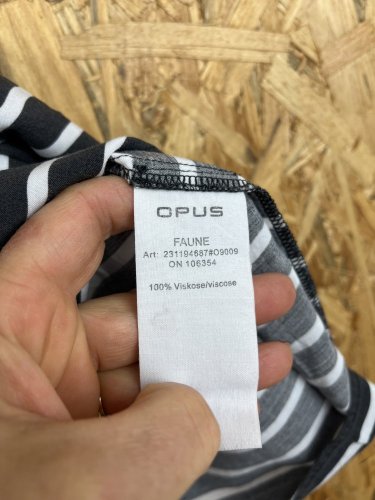 OPUS
FAUNE
Art: 231194687#O9009
ON 106354
100% Viskose/viscose